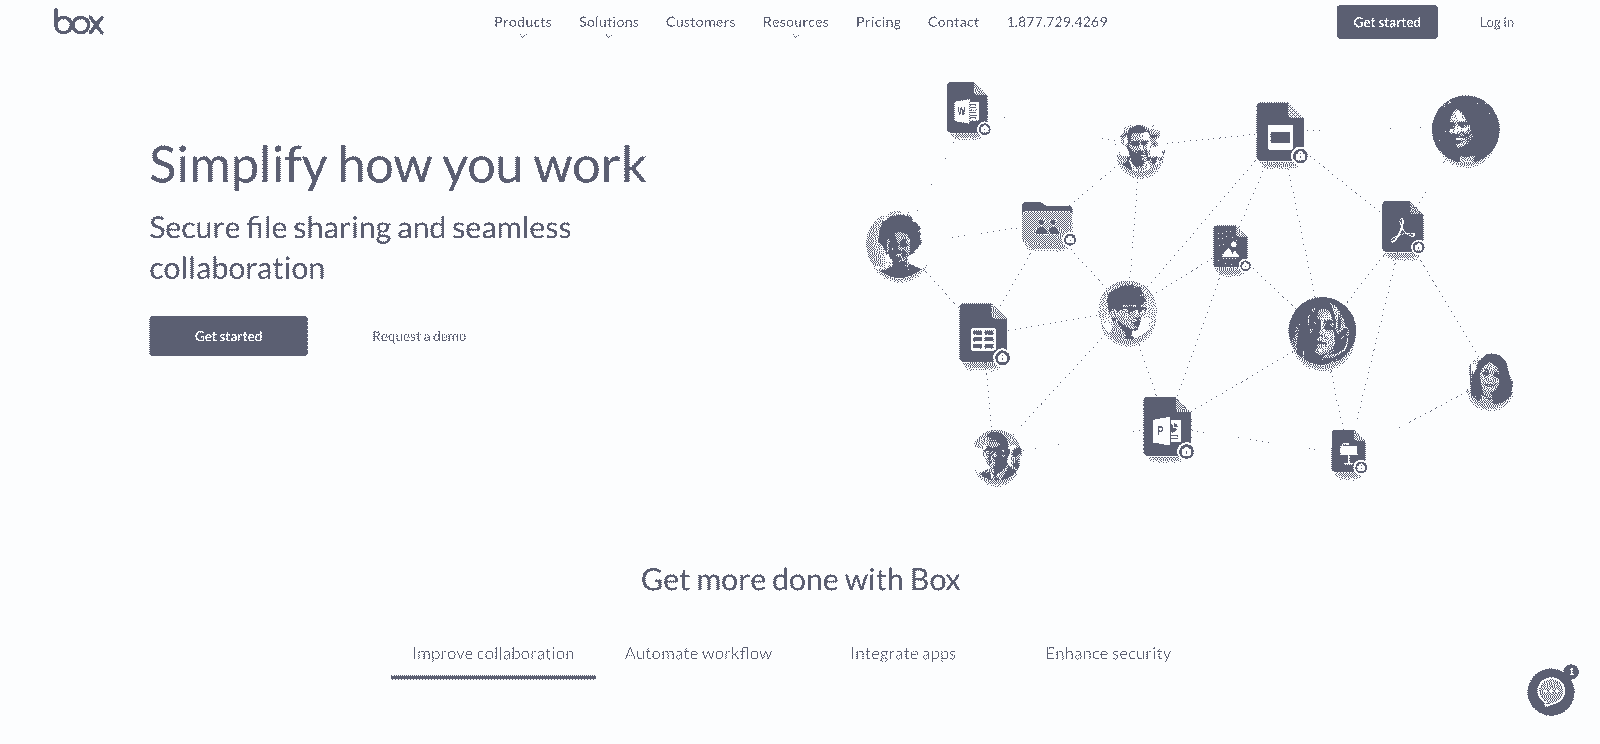 box
Products Solutions Customers Resources Pricing Contact 1.877.729.4269 Get started Log in
Simplify how you work
Secure file sharing and seamless
collaboration
Get started Request a demo
W
P
Get more done with Box
Improve collaboration Automate workflow Integrate apps Enhance security
1